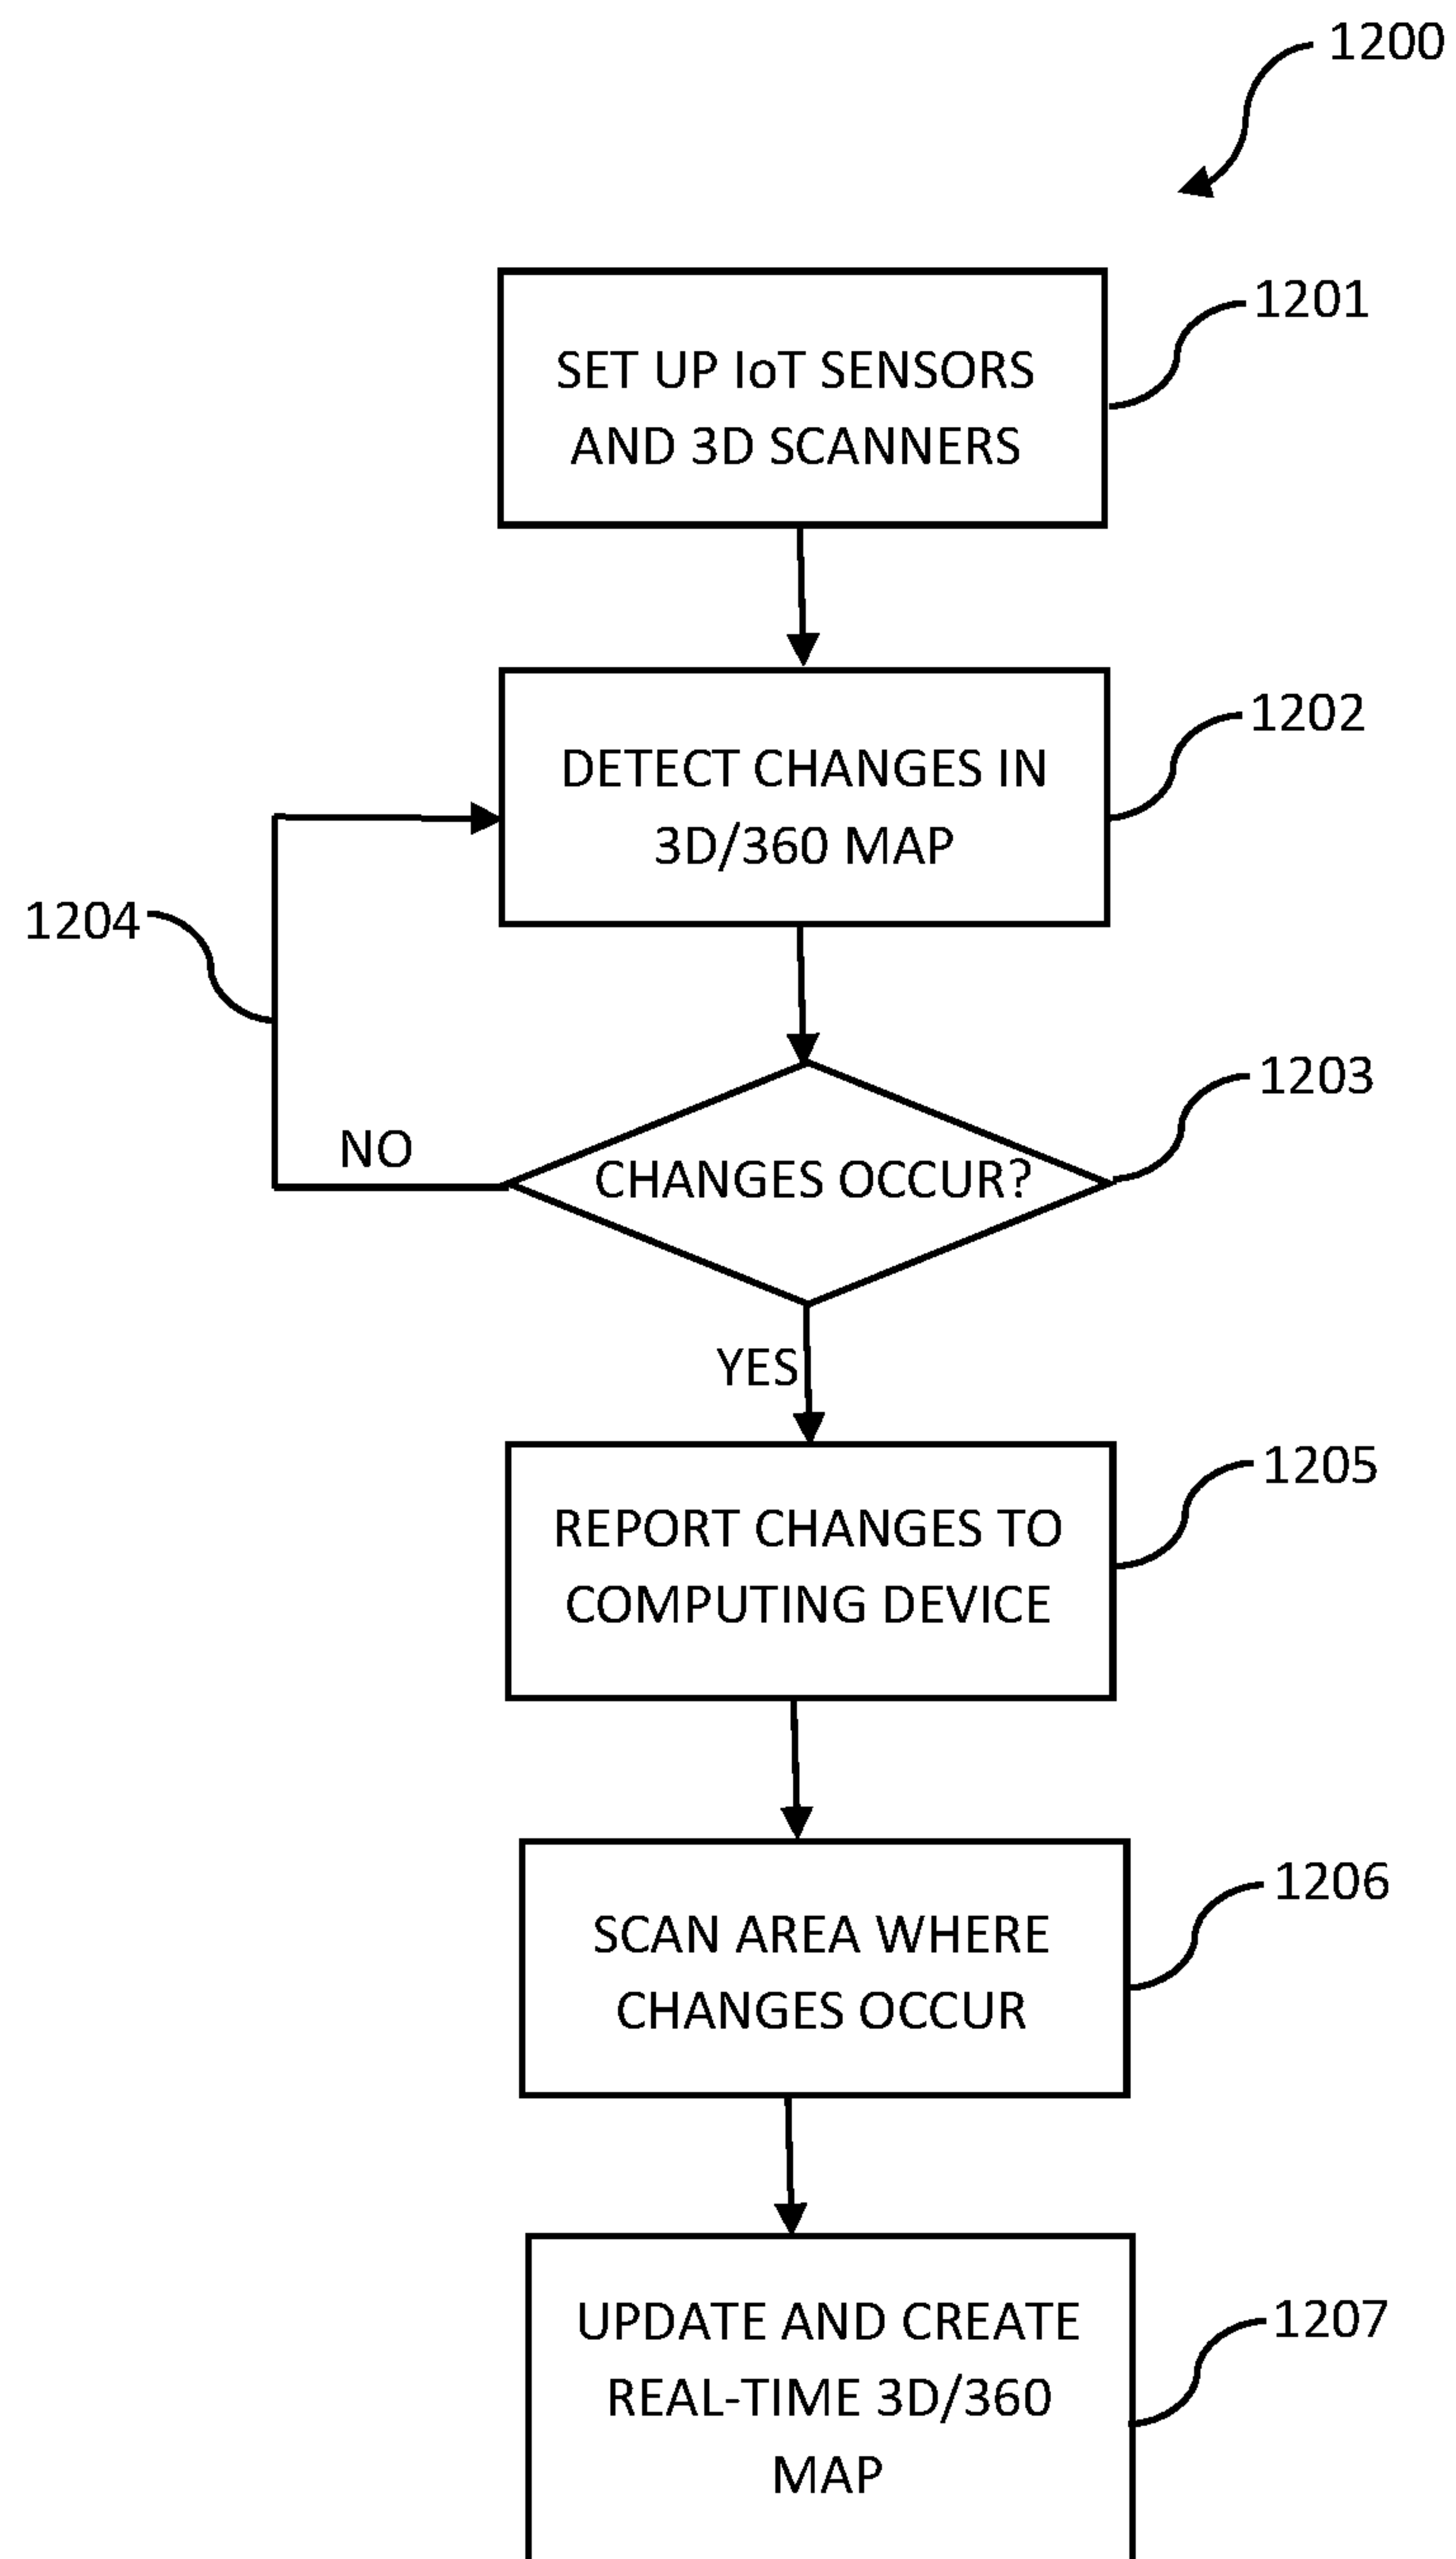 1200
1201
SET UP IoT SENSORS
AND 3D SCANNERS
1202
DETECT CHANGES IN
3D/360 MAP
1204
1203
NO
CHANGES OCCUR?
YES
1205
REPORT CHANGES TO
COMPUTING DEVICE
1206
SCAN AREA WHERE
CHANGES OCCUR
1207
UPDATE AND CREATE
REAL-TIME 3D/360
MAP